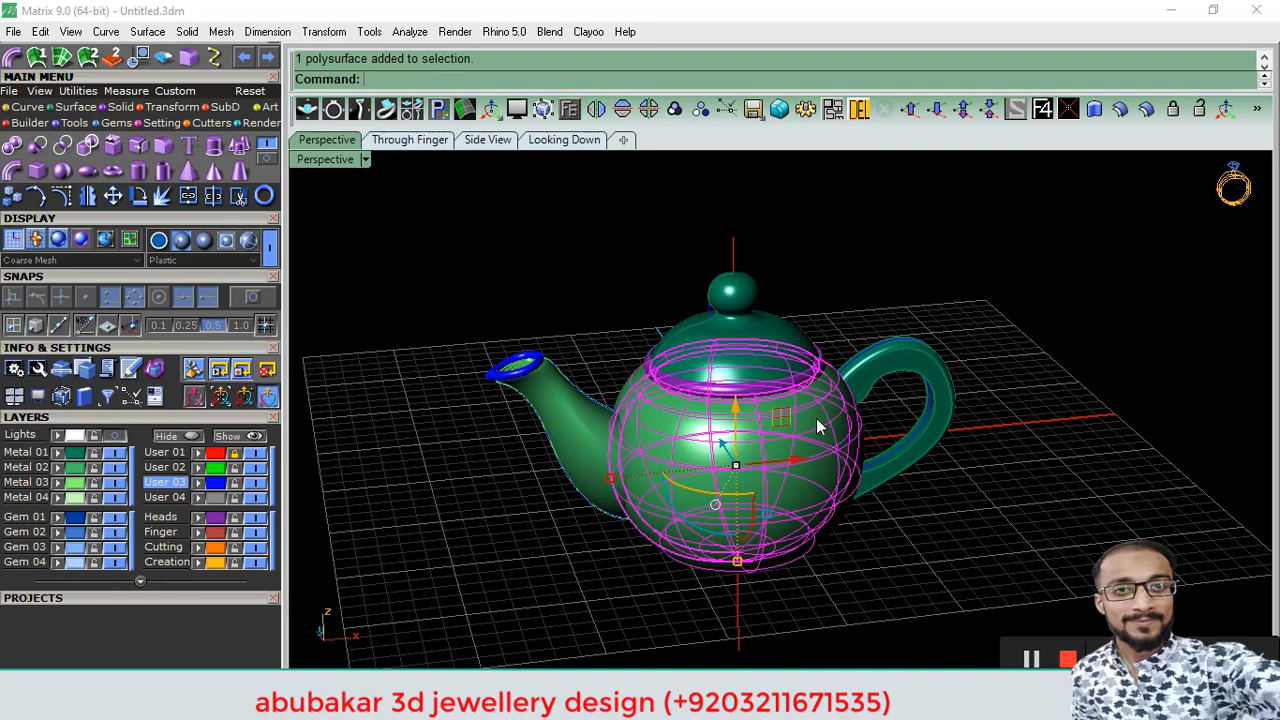 Matrix 9.0 (64-bit) - Untitled.3dm
File Edit View Curve Surface Solid Mesh Dimension Transform Tools Analyze Render Rhino 5.0 Blend Clayoo Help
1 polysurface added to selection.
Command:
MAIN MENU
File View Utilities Measure Custom Reset
Curve Surface Solid Transform SubD Art
Builder Tools Gems Setting Cutters Render
P F4 DEL »
Perspective Through Finger Side View Looking Down
Perspective
DISPLAY
Coarse Mesh Plastic
SNAPS
0.1 0.25 0.5 1.0
INFO & SETTINGS
LAYERS
Lights Hide Show
Metal 01 User 01
Metal 02 User 02
Metal 03 User 03
Metal 04 User 04
Gem 01 Heads
Gem 02 Finger
Gem 03 Cutting
Gem 04 Creation
PROJECTS
z
x
abubakar 3d jewellery design (+9203211671535)